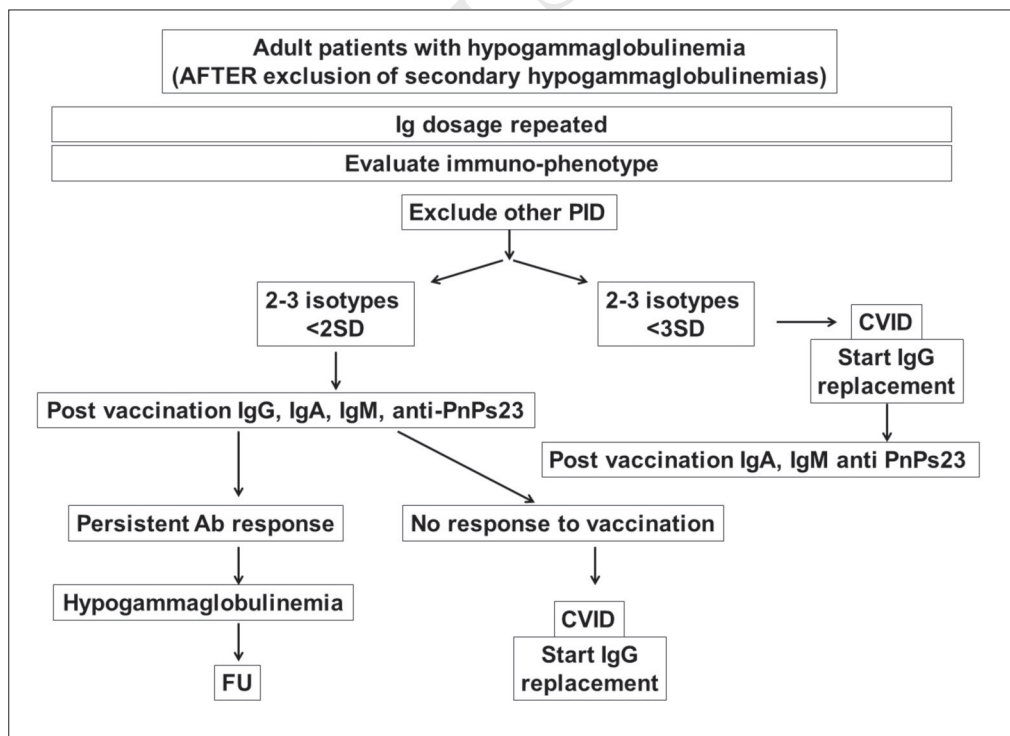 Adult patients with hypogammaglobulinemia
(AFTER exclusion of secondary hypogammaglobulinemias)
Ig dosage repeated
Evaluate immuno-phenotype
Exclude other PID
2-3 isotypes
<2SD
2-3 isotypes
<3SD
CVID
Start IgG
replacement
Post vaccination IgG, IgA, IgM, anti-PnPs23
Post vaccination IgA, IgM anti PnPs23
Persistent Ab response
No response to vaccination
Hypogammaglobulinemia
CVID
Start IgG
replacement
FU